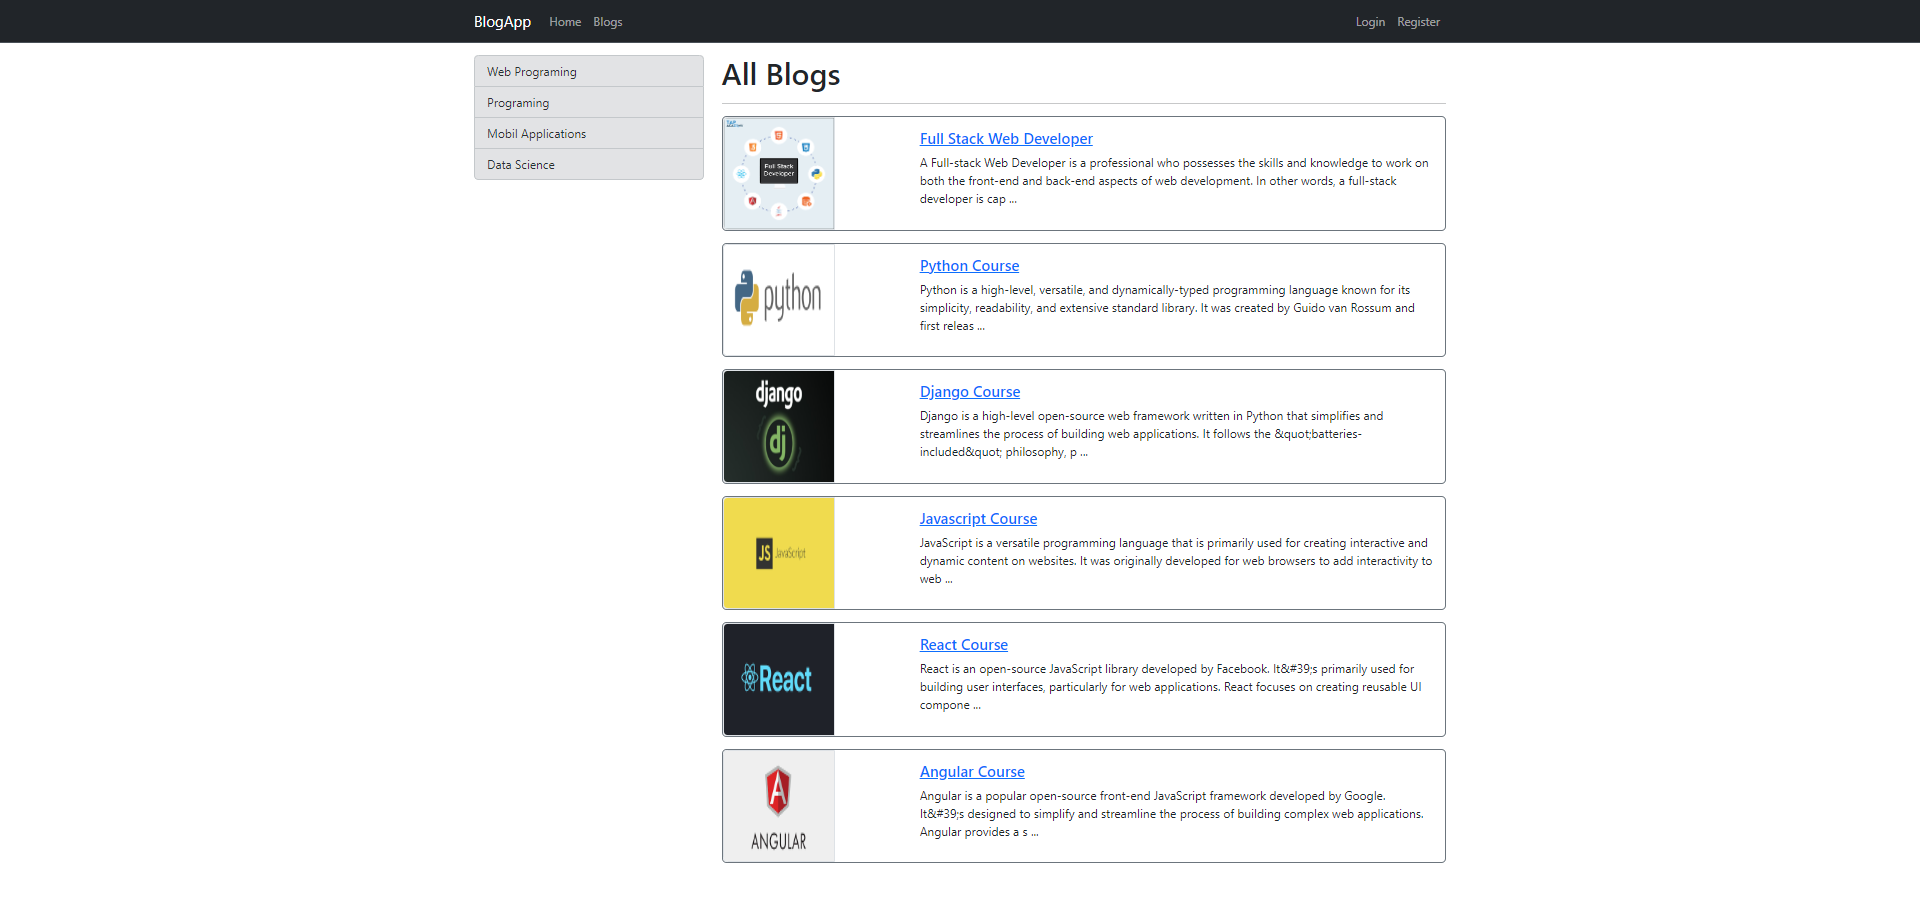 BlogApp Home Blogs Login Register
Web Programing
Programing
Mobil Applications
Data Science
All Blogs
Full Stack
Developer
Full Stack Web Developer
A Full-stack Web Developer is a professional who possesses the skills and knowledge to work on
both the front-end and back-end aspects of web development. In other words, a full-stack
developer is cap ...
python
Python Course
Python is a high-level, versatile, and dynamically-typed programming language known for its
simplicity, readability, and extensive standard library. It was created by Guido van Rossum and
first releas ...
django
dj
Django Course
Django is a high-level open-source web framework written in Python that simplifies and
streamlines the process of building web applications. It follows the &quot;batteries-
included&quot; philosophy, p ...
JS JavaScript
Javascript Course
JavaScript is a versatile programming language that is primarily used for creating interactive and
dynamic content on websites. It was originally developed for web browsers to add interactivity to
web ...
React
React Course
React is an open-source JavaScript library developed by Facebook. It&#39;s primarily used for
building user interfaces, particularly for web applications. React focuses on creating reusable UI
compone ...
A
ANGULAR
Angular Course
Angular is a popular open-source front-end JavaScript framework developed by Google.
It&#39;s designed to simplify and streamline the process of building complex web applications.
Angular provides a s ...